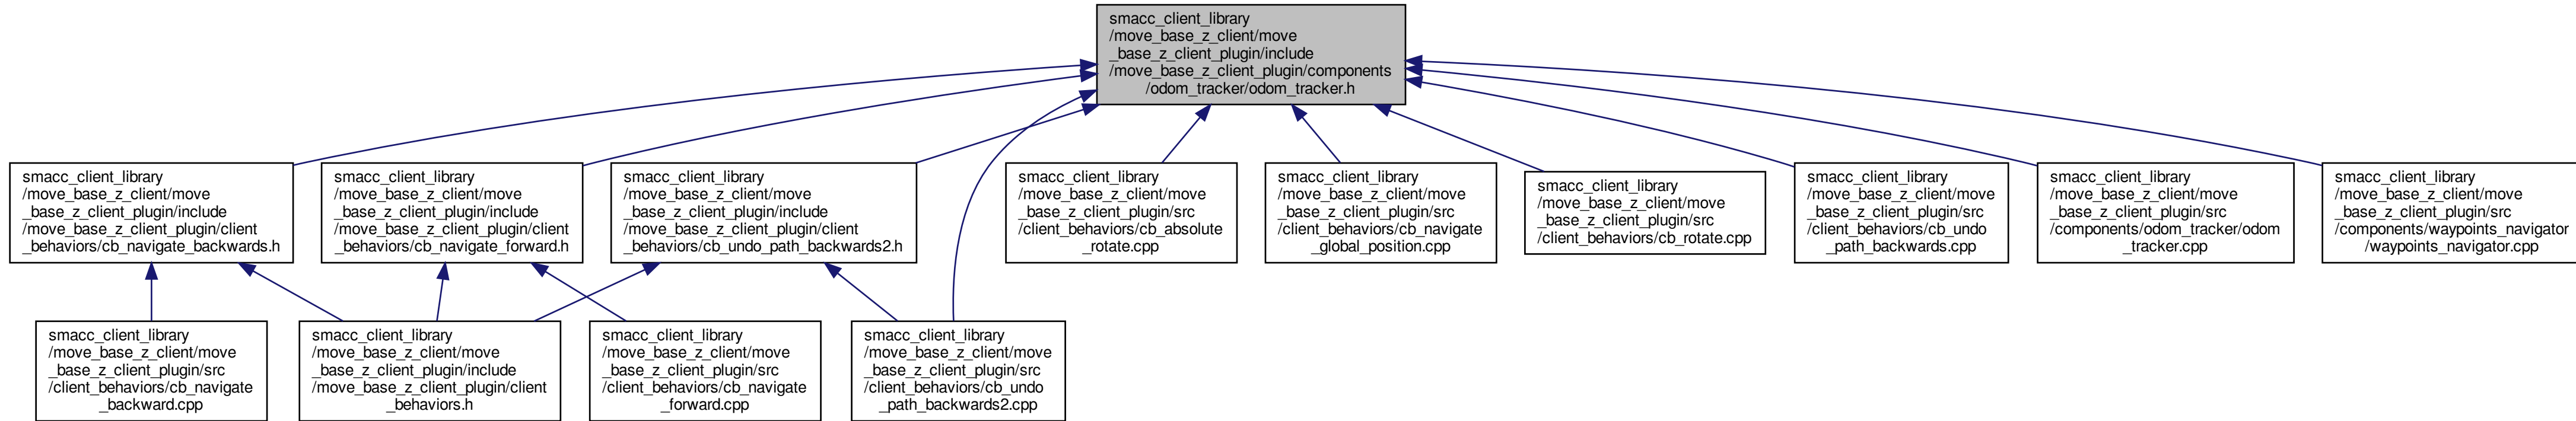 smacc_client_library
/move_base_z_client/move
_base_z_client_plugin/include
/move_base_z_client_plugin/components
/odom_tracker/odom_tracker.h
smacc_client_library
/move_base_z_client/move
_base_z_client_plugin/include
/move_base_z_client_plugin/client
_behaviors/cb_navigate_backwards.h
smacc_client_library
/move_base_z_client/move
_base_z_client_plugin/include
/move_base_z_client_plugin/client
_behaviors/cb_navigate_forward.h
smacc_client_library
/move_base_z_client/move
_base_z_client_plugin/include
/move_base_z_client_plugin/client
_behaviors/cb_undo_path_backwards2.h
smacc_client_library
/move_base_z_client/move
_base_z_client_plugin/src
/client_behaviors/cb_absolute
_rotate.cpp
smacc_client_library
/move_base_z_client/move
_base_z_client_plugin/src
/client_behaviors/cb_navigate
_global_position.cpp
smacc_client_library
/move_base_z_client/move
_base_z_client_plugin/src
/client_behaviors/cb_rotate.cpp
smacc_client_library
/move_base_z_client/move
_base_z_client_plugin/src
/client_behaviors/cb_undo
_path_backwards.cpp
smacc_client_library
/move_base_z_client/move
_base_z_client_plugin/src
/components/odom_tracker/odom
_tracker.cpp
smacc_client_library
/move_base_z_client/move
_base_z_client_plugin/src
/components/waypoints_navigator
/waypoints_navigator.cpp
smacc_client_library
/move_base_z_client/move
_base_z_client_plugin/src
/client_behaviors/cb_navigate
_backward.cpp
smacc_client_library
/move_base_z_client/move
_base_z_client_plugin/include
/move_base_z_client_plugin/client
_behaviors.h
smacc_client_library
/move_base_z_client/move
_base_z_client_plugin/src
/client_behaviors/cb_navigate
_forward.cpp
smacc_client_library
/move_base_z_client/move
_base_z_client_plugin/src
/client_behaviors/cb_undo
_path_backwards2.cpp